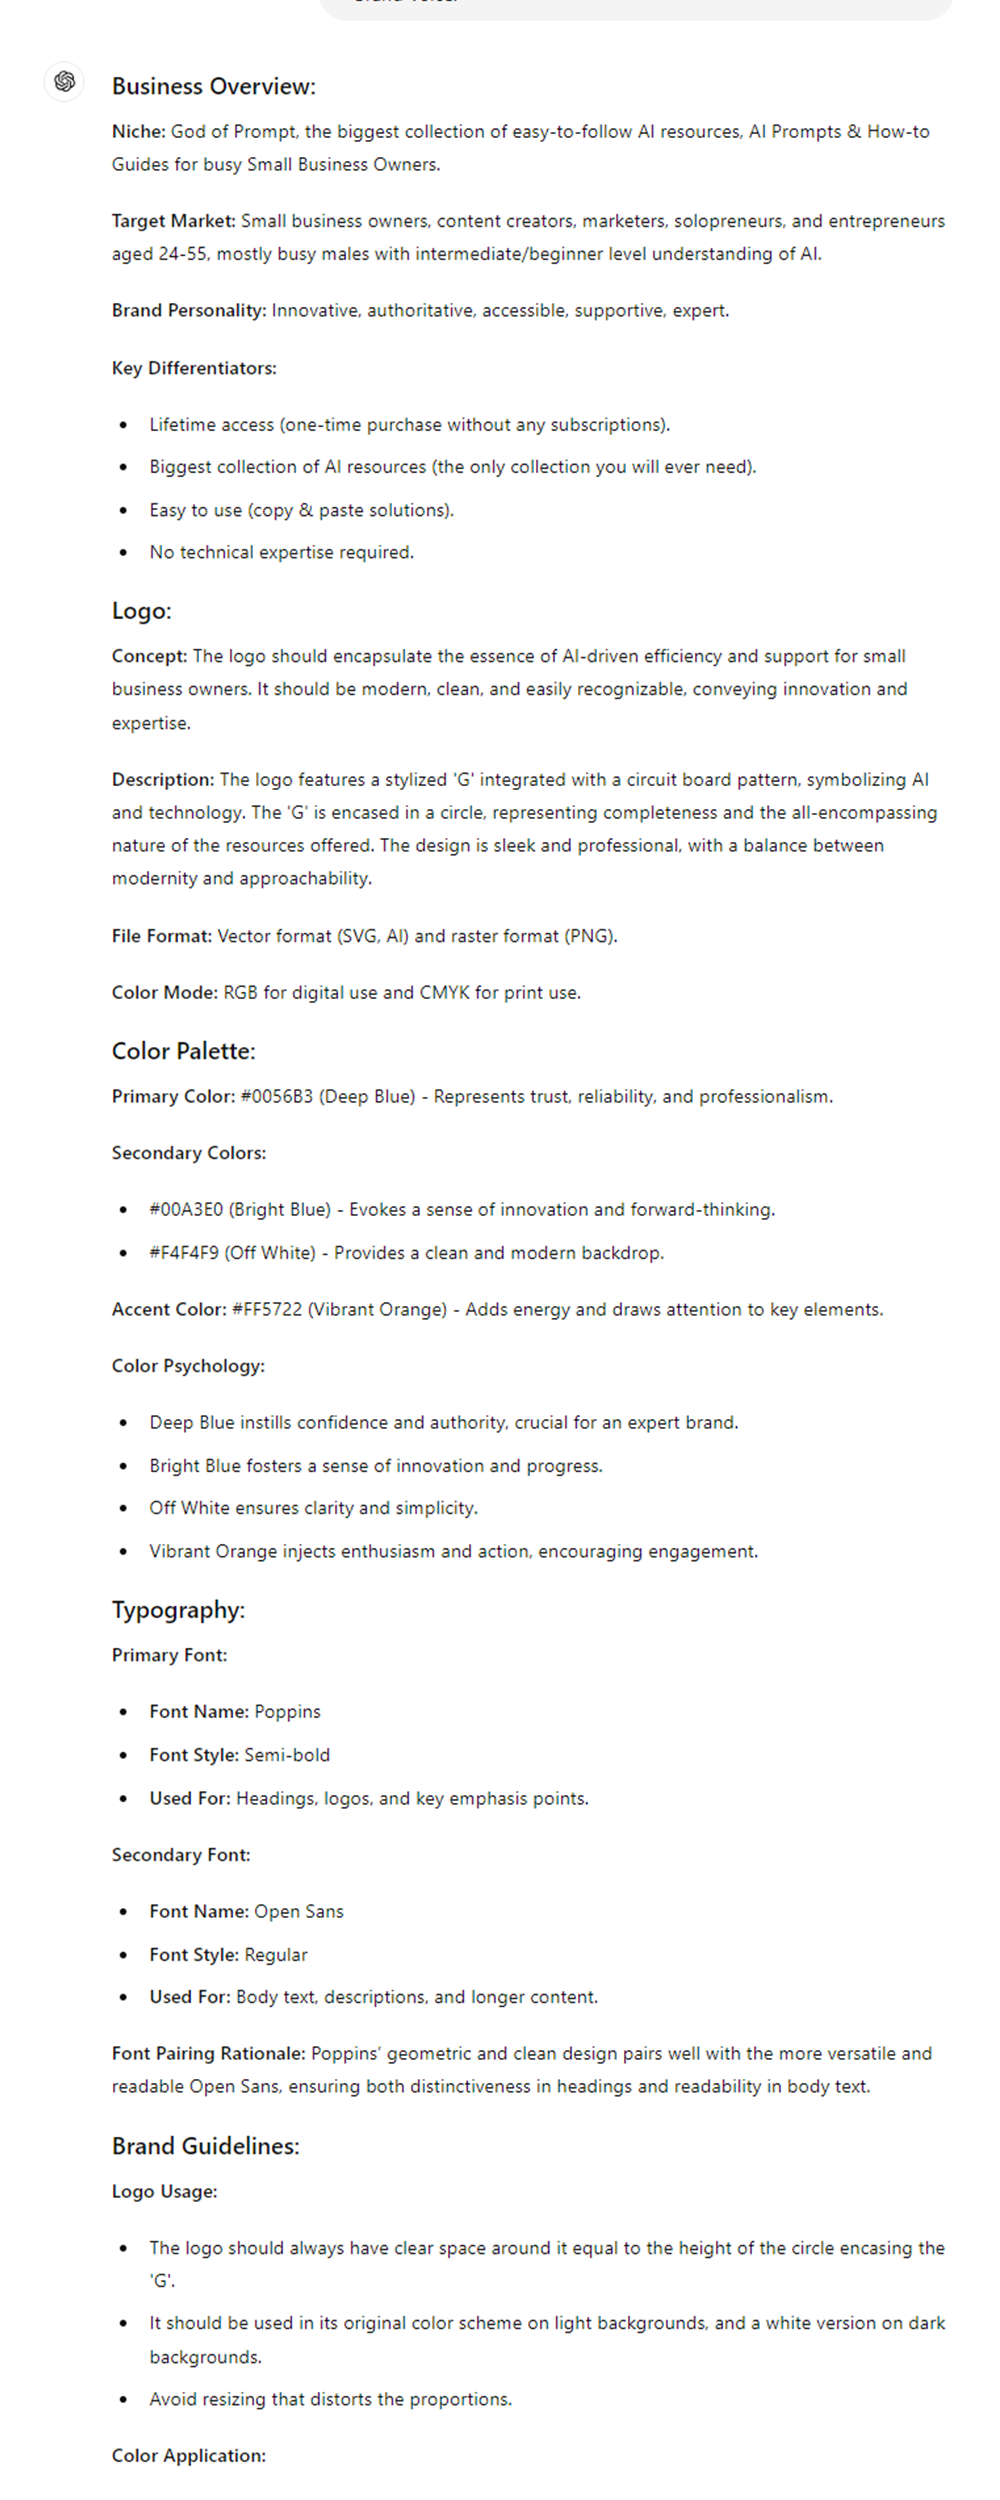 Business Overview:
Niche: God of Prompt, the biggest collection of easy-to-follow AI resources, AI Prompts & How-to
Guides for busy Small Business Owners.
Target Market: Small business owners, content creators, marketers, solopreneurs, and entrepreneurs
aged 24-55, mostly busy males with intermediate/beginner level understanding of AI.
Brand Personality: Innovative, authoritative, accessible, supportive, expert.
Key Differentiators:
• Lifetime access (one-time purchase without any subscriptions).
• Biggest collection of AI resources (the only collection you will ever need).
• Easy to use (copy & paste solutions).
• No technical expertise required.
Logo:
Concept: The logo should encapsulate the essence of AI-driven efficiency and support for small
business owners. It should be modern, clean, and easily recognizable, conveying innovation and
expertise.
Description: The logo features a stylized 'G' integrated with a circuit board pattern, symbolizing AI
and technology. The 'G' is encased in a circle, representing completeness and the all-encompassing
nature of the resources offered. The design is sleek and professional, with a balance between
modernity and approachability.
File Format: Vector format (SVG, AI) and raster format (PNG).
Color Mode: RGB for digital use and CMYK for print use.
Color Palette:
Primary Color: #0056B3 (Deep Blue) - Represents trust, reliability, and professionalism.
Secondary Colors:
• #00A3E0 (Bright Blue) - Evokes a sense of innovation and forward-thinking.
• #F4F4F9 (Off White) - Provides a clean and modern backdrop.
Accent Color: #FF5722 (Vibrant Orange) - Adds energy and draws attention to key elements.
Color Psychology:
• Deep Blue instills confidence and authority, crucial for an expert brand.
• Bright Blue fosters a sense of innovation and progress.
• Off White ensures clarity and simplicity.
• Vibrant Orange injects enthusiasm and action, encouraging engagement.
Typography:
Primary Font:
• Font Name: Poppins
• Font Style: Semi-bold
• Used For: Headings, logos, and key emphasis points.
Secondary Font:
• Font Name: Open Sans
• Font Style: Regular
• Used For: Body text, descriptions, and longer content.
Font Pairing Rationale: Poppins' geometric and clean design pairs well with the more versatile and
readable Open Sans, ensuring both distinctiveness in headings and readability in body text.
Brand Guidelines:
Logo Usage:
• The logo should always have clear space around it equal to the height of the circle encasing the
'G'.
• It should be used in its original color scheme on light backgrounds, and a white version on dark
backgrounds.
• Avoid resizing that distorts the proportions.
Color Application: